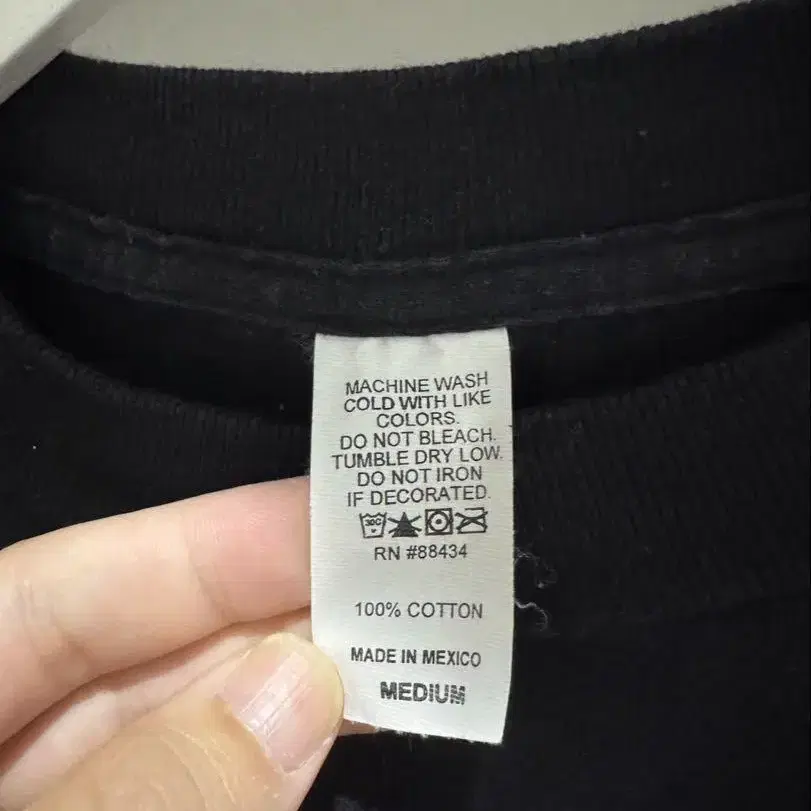 MACHINE WASH
COLD WITH LIKE
COLORS.
DO NOT BLEACH.
TUMBLE DRY LOW.
DO NOT IRON
IF DECORATED.
30C
RN #88434
100% COTTON
MADE IN MEXICO
MEDIUM